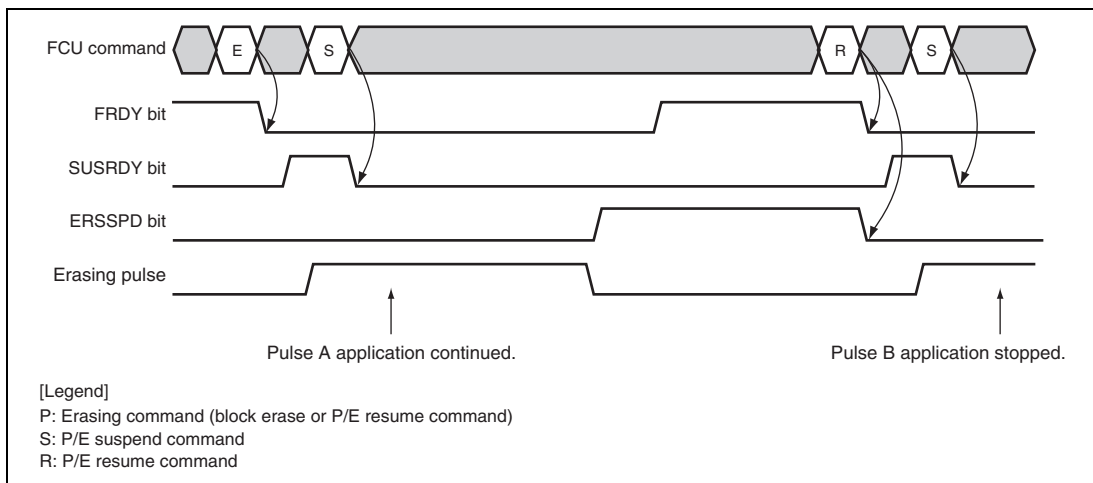 FCU command
E
S
R
S
FRDY bit
SUSRDY bit
ERSSPD bit
Erasing pulse
Pulse A application continued.
Pulse B application stopped.
[Legend]
P: Erasing command (block erase or P/E resume command)
S: P/E suspend command
R: P/E resume command